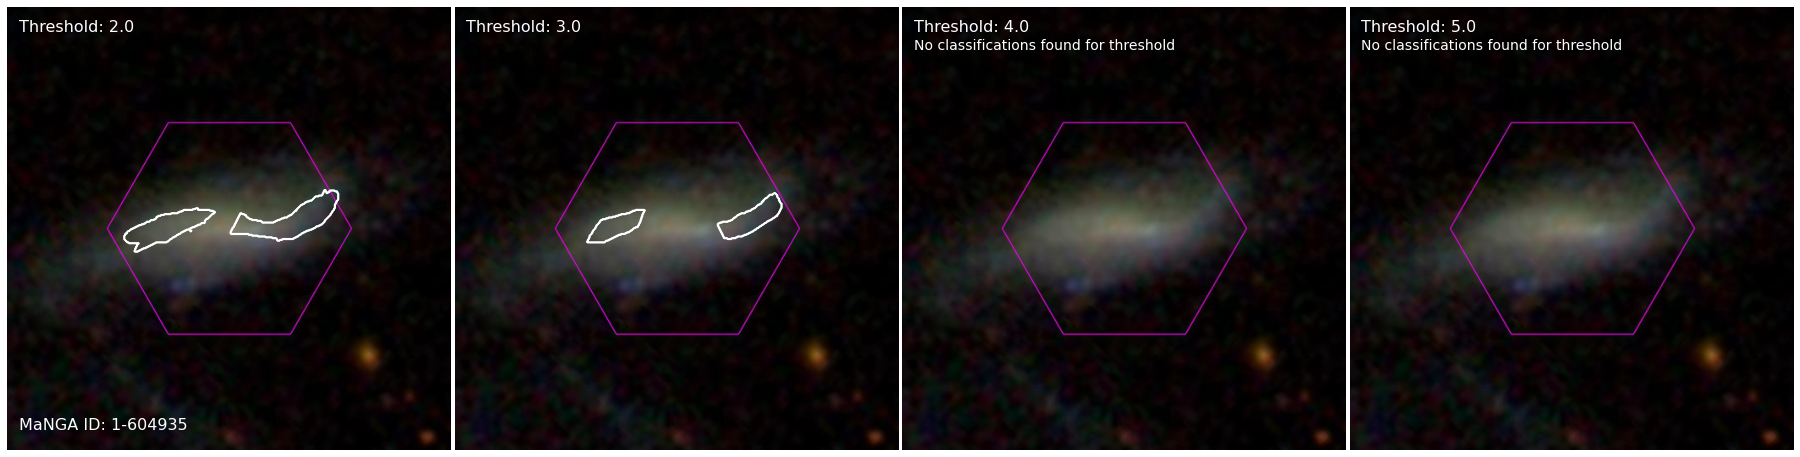 Threshold: 2.0
MaNGA ID: 1-604935
Threshold: 3.0
Threshold: 4.0
No classifications found for threshold
Threshold: 5.0
No classifications found for threshold